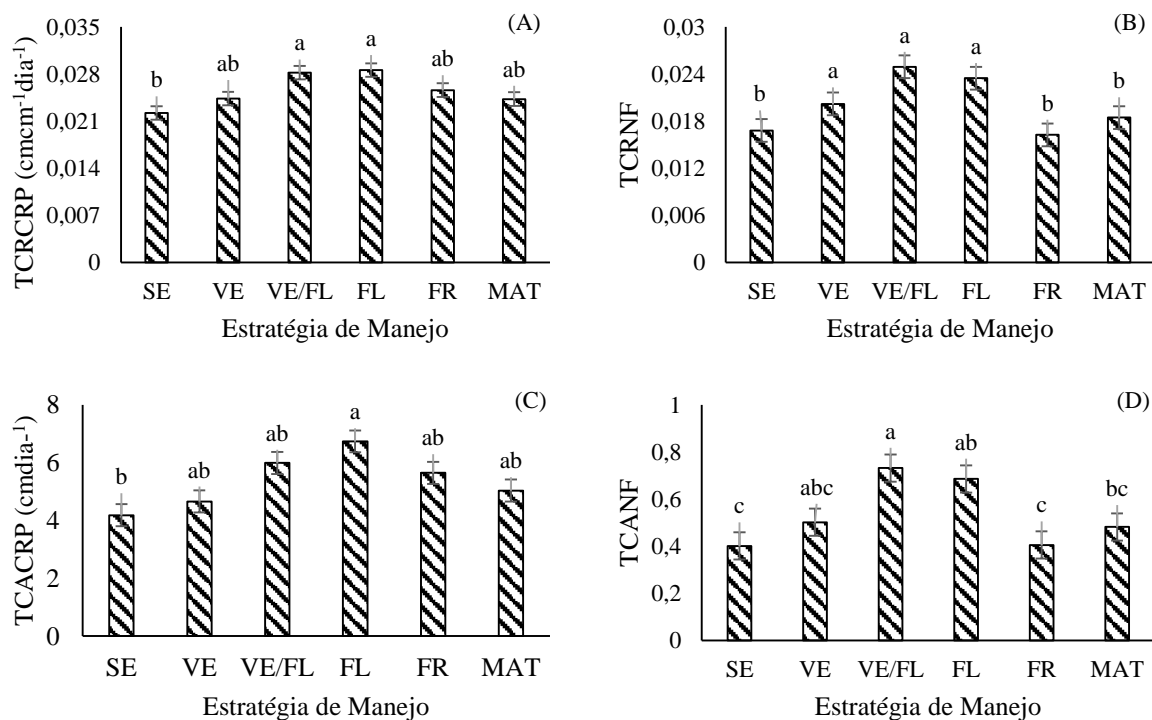 (A)
TCRCRP (cmcm⁻¹dia⁻¹)
0,035
0,028
0,021
0,014
0,007
0
b ab a a ab ab
SE VE VE/FL FL FR MAT
Estratégia de Manejo
(B)
TCRNF
0,03
0,024
0,018
0,012
0,006
0
b a a a b b
SE VE VE/FL FL FR MAT
Estratégia de Manejo
(C)
TCACRP (cmdia-¹)
8
6
4
2
0
b ab ab a ab ab
SE VE VE/FL FL FR MAT
Estratégia de Manejo
(D)
TCANF
1
0,8
0,6
0,4
0,2
0
c abc a ab c bc
SE VE VE/FL FL FR MAT
Estratégia de Manejo